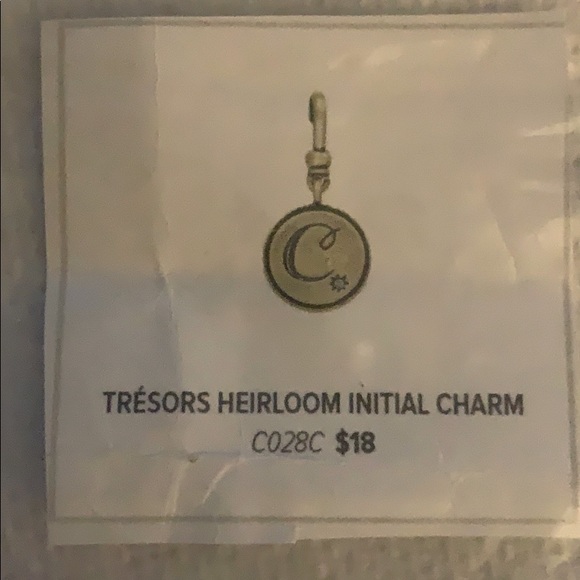 C
TRÉSORS HEIRLOOM INITIAL CHARM
C028C $18